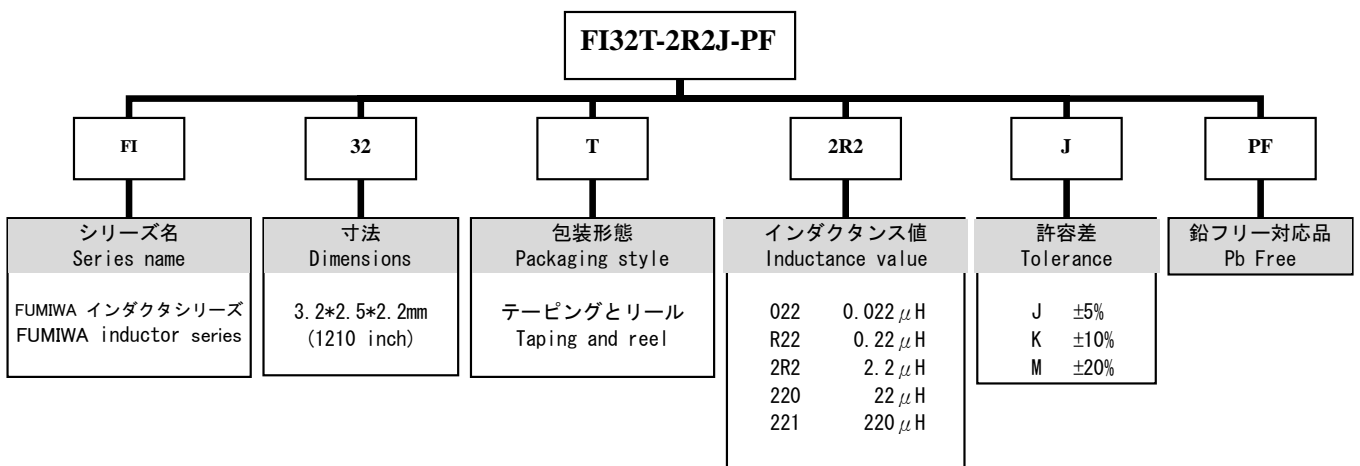 FI32T-2R2J-PF
FI
32
T
2R2
J
PF
シリーズ名
Series name
FUMIWA インダクタシリーズ
FUMIWA inductor series
寸法
Dimensions
3.2*2.5*2.2mm
(1210 inch)
包装形態
Packaging style
テーピングとリール
Taping and reel
インダクタンス値
Inductance value
022 0.022μH
R22 0.22μH
2R2 2.2μH
220 22μH
221 220μH
許容差
Tolerance
J ±5%
K ±10%
M ±20%
鉛フリー対応品
Pb Free